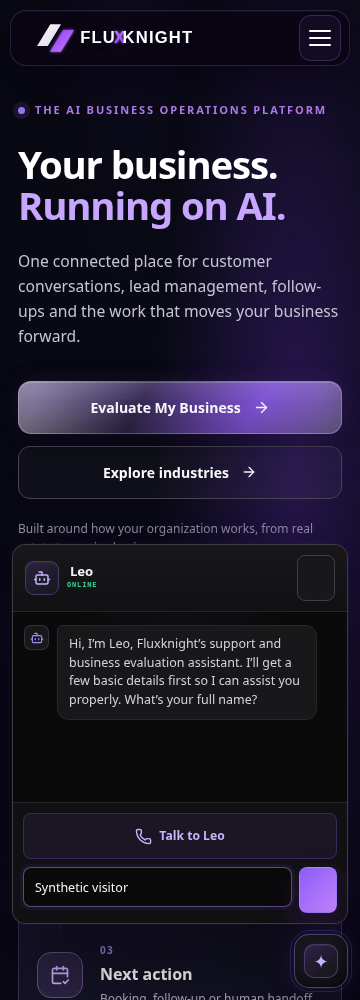 FLUXKNIGHT
THE AI BUSINESS OPERATIONS PLATFORM
Your business.
Running on AI.
One connected place for customer
conversations, lead management, follow-
ups and the work that moves your business
forward.
Evaluate My Business
Explore industries
Built around how your organization works, from real
Leo
ONLINE
Hi, I’m Leo, Fluxknight’s support and
business evaluation assistant. I’ll get a
few basic details first so I can assist you
properly. What’s your full name?
Talk to Leo
Synthetic visitor
03
Next action
Booking, follow-up or human handoff